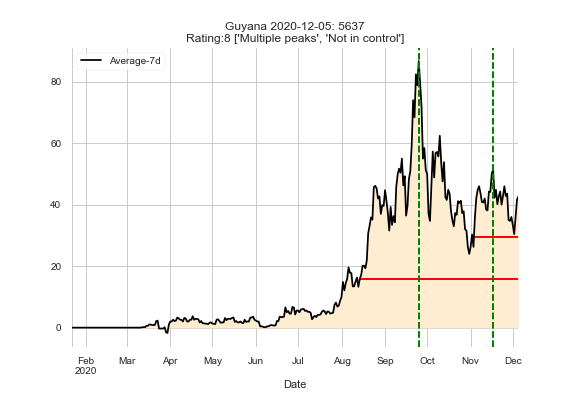 Guyana 2020-12-05: 5637
Rating:8 ['Multiple peaks', 'Not in control']
Average-7d
80
60
40
20
0
Feb Mar Apr May Jun Jul Aug Sep Oct Nov Dec
2020
Date